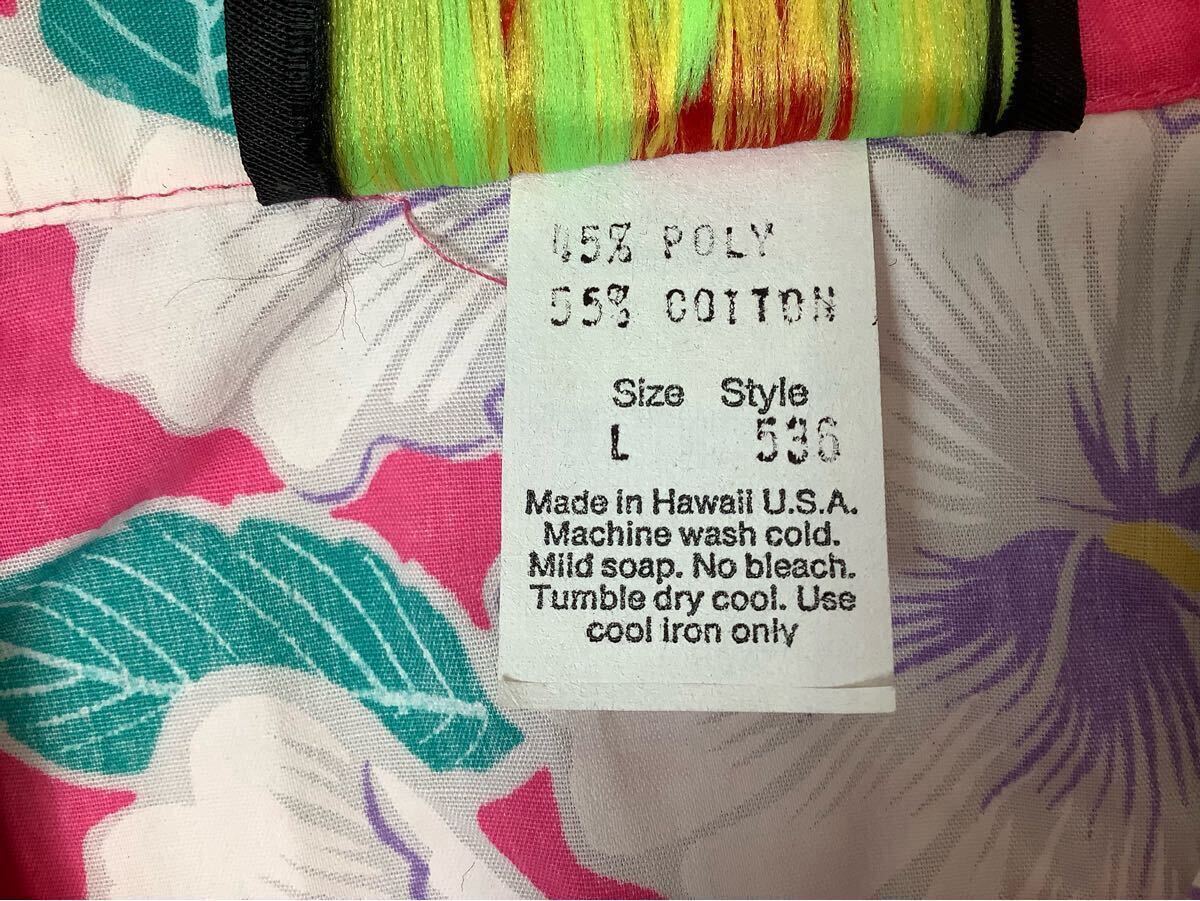 45% POLY
55% COTTON
Size Style
L 536
Made in Hawaii U.S.A.
Machine wash cold.
Mild soap. No bleach.
Tumble dry cool. Use
cool iron only